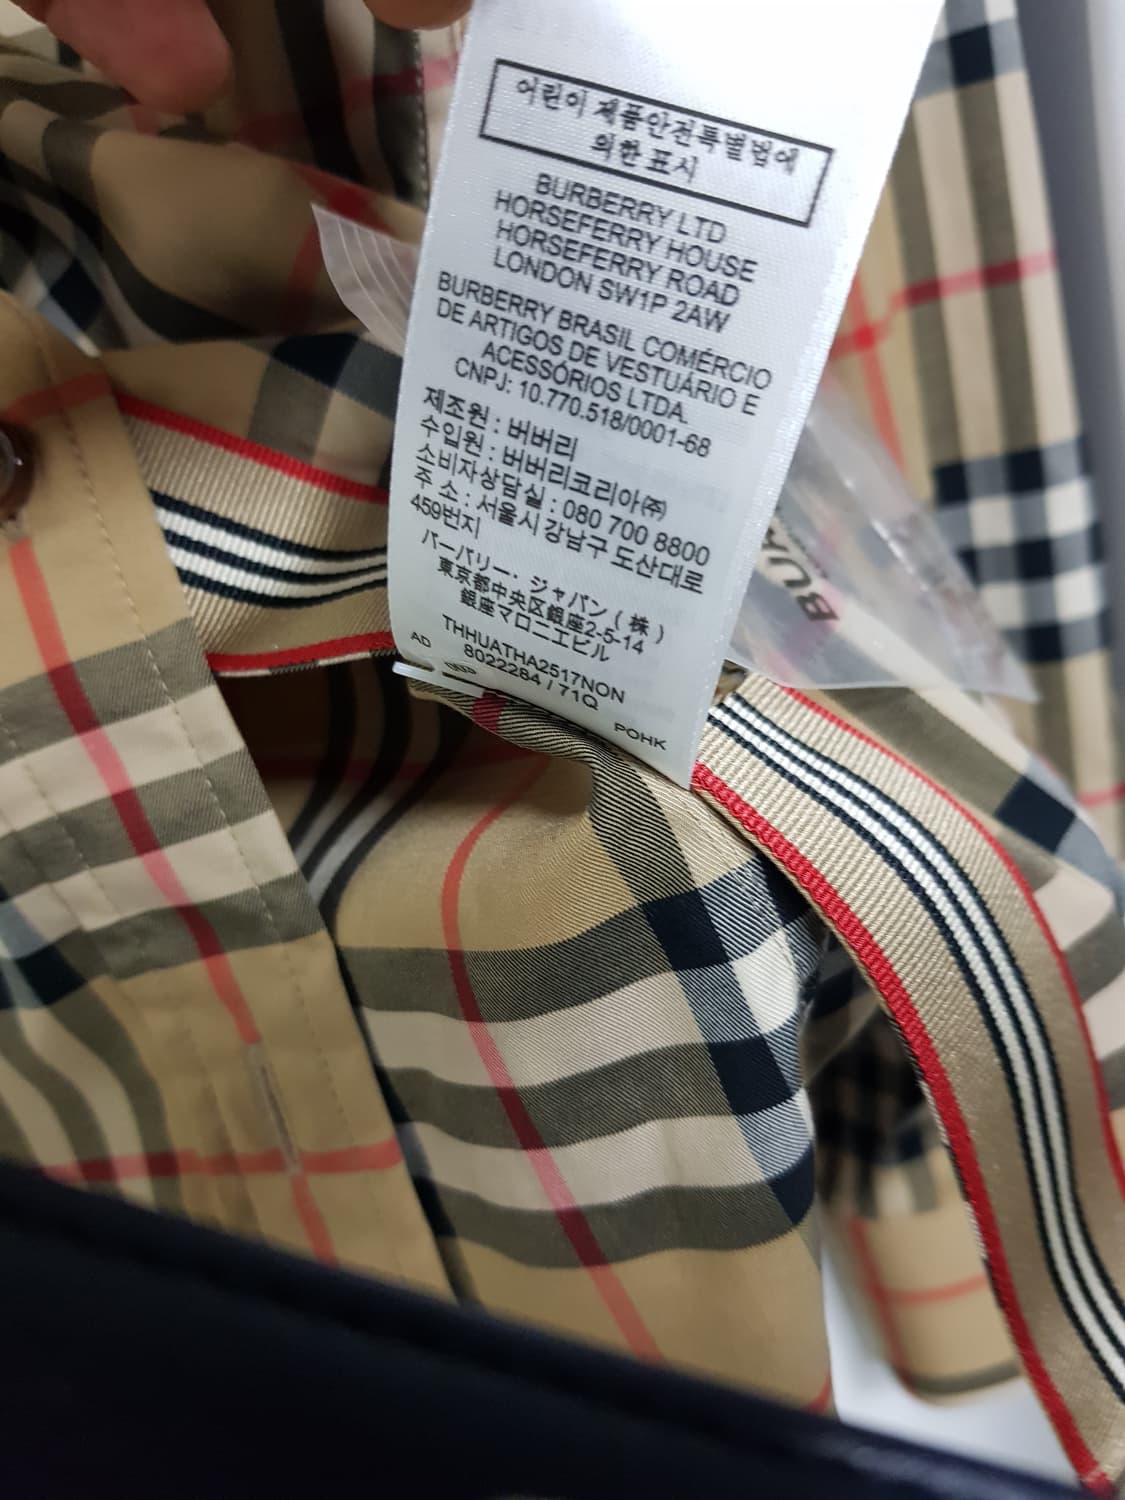 어린이 제품안전특별법에
의한 표시
BURBERRY LTD
HORSEFERRY HOUSE
HORSEFERRY ROAD
LONDON SW1P 2AW
BURBERRY BRASIL COMÉRCIO
DE ARTIGOS DE VESTUÁRIO E
ACESSÓRIOS LTDA.
CNPJ: 10.770.518/0001-68
제조원 : 버버리
수입원 : 버버리코리아㈜
소비자상담실 : 080 700 8800
주 소 : 서울시 강남구 도산대로
459번지
バーバリー・ジャパン(株)
東京都中央区銀座2-5-14
銀座マロニエビル
THHUATHA2517NON
8022284 / 71Q
AD
POHK